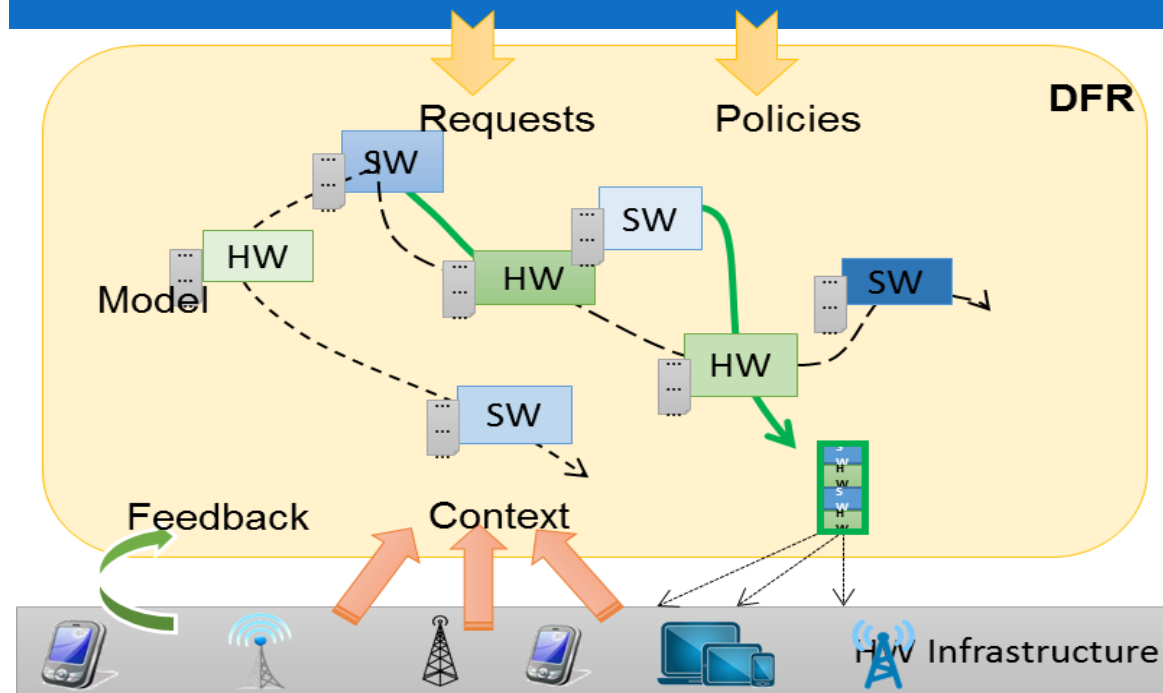 DFR
Requests
Policies
SW
SW
HW
HW
SW
Model
HW
SW
S
W
H
W
S
W
H
W
Feedback
Context
HW Infrastructure